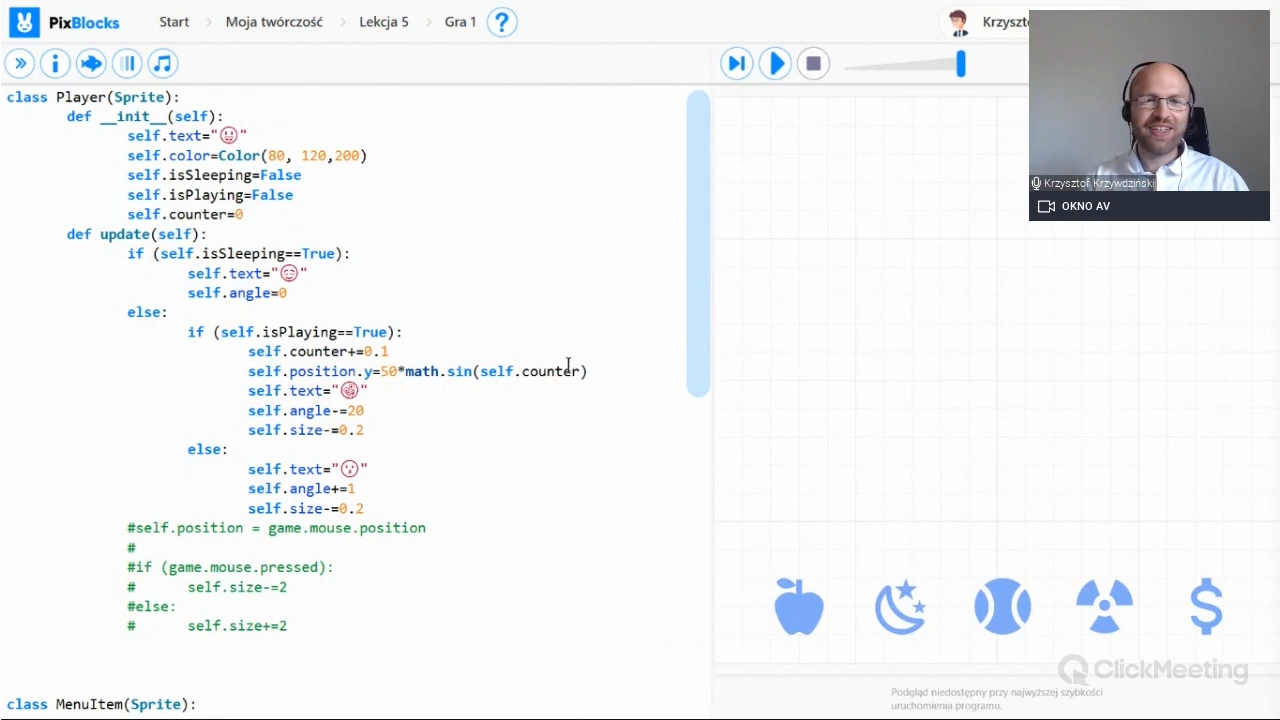 PixBlocks
Start
Moja twórczość
Lekcja 5
Gra 1
?
Krzyszto
class Player(Sprite):
def __init__(self):
self.text="😀"
self.color=Color(80, 120,200)
self.isSleeping=False
self.isPlaying=False
self.counter=0
def update(self):
if (self.isSleeping==True):
self.text="😌"
self.angle=0
else:
if (self.isPlaying==True):
self.counter+=0.1
self.position.y=50*math.sin(self.counter)
self.text="🤪"
self.angle-=20
self.size-=0.2
else:
self.text="😗"
self.angle+=1
self.size-=0.2
#self.position = game.mouse.position
#
#if (game.mouse.pressed):
# self.size-=2
#else:
# self.size+=2
class MenuItem(Sprite):
Krzysztof Krzywdziński
OKNO AV
ClickMeeting
Podgląd niedostępny przy najwyższej szybkości
uruchomienia programu.